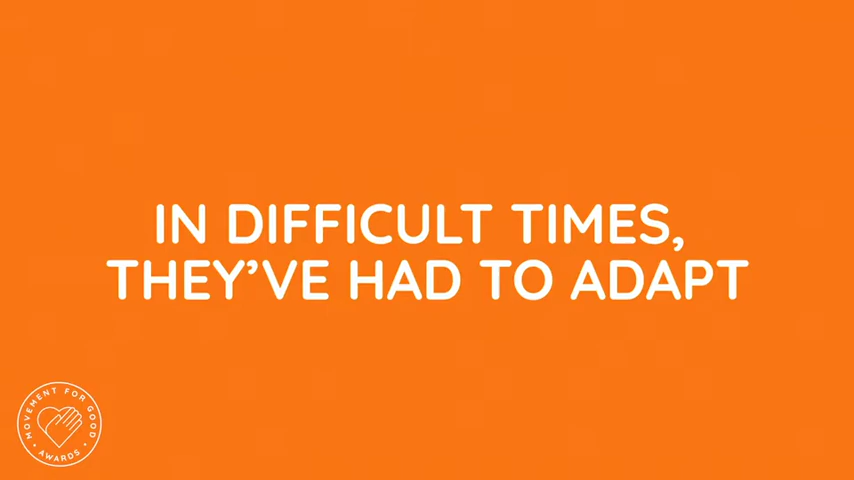 IN DIFFICULT TIMES,
THEY'VE HAD TO ADAPT
MOVEMENT FOR GOOD
• AWARDS •